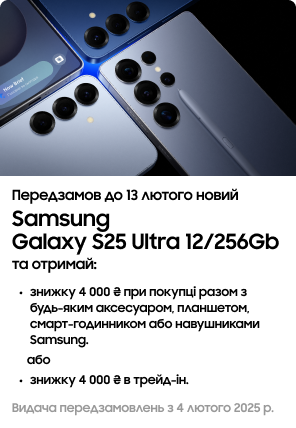 Передзамов до 13 лютого новий
Samsung
Galaxy S25 Ultra 12/256Gb
та отримай:
• знижку 4 000 ₴ при покупці разом з
будь-яким аксесуаром, планшетом,
смарт-годинником або навушниками
Samsung.
або
• знижку 4 000 ₴ в трейд-ін.
Видача передзамовлень з 4 лютого 2025 р.